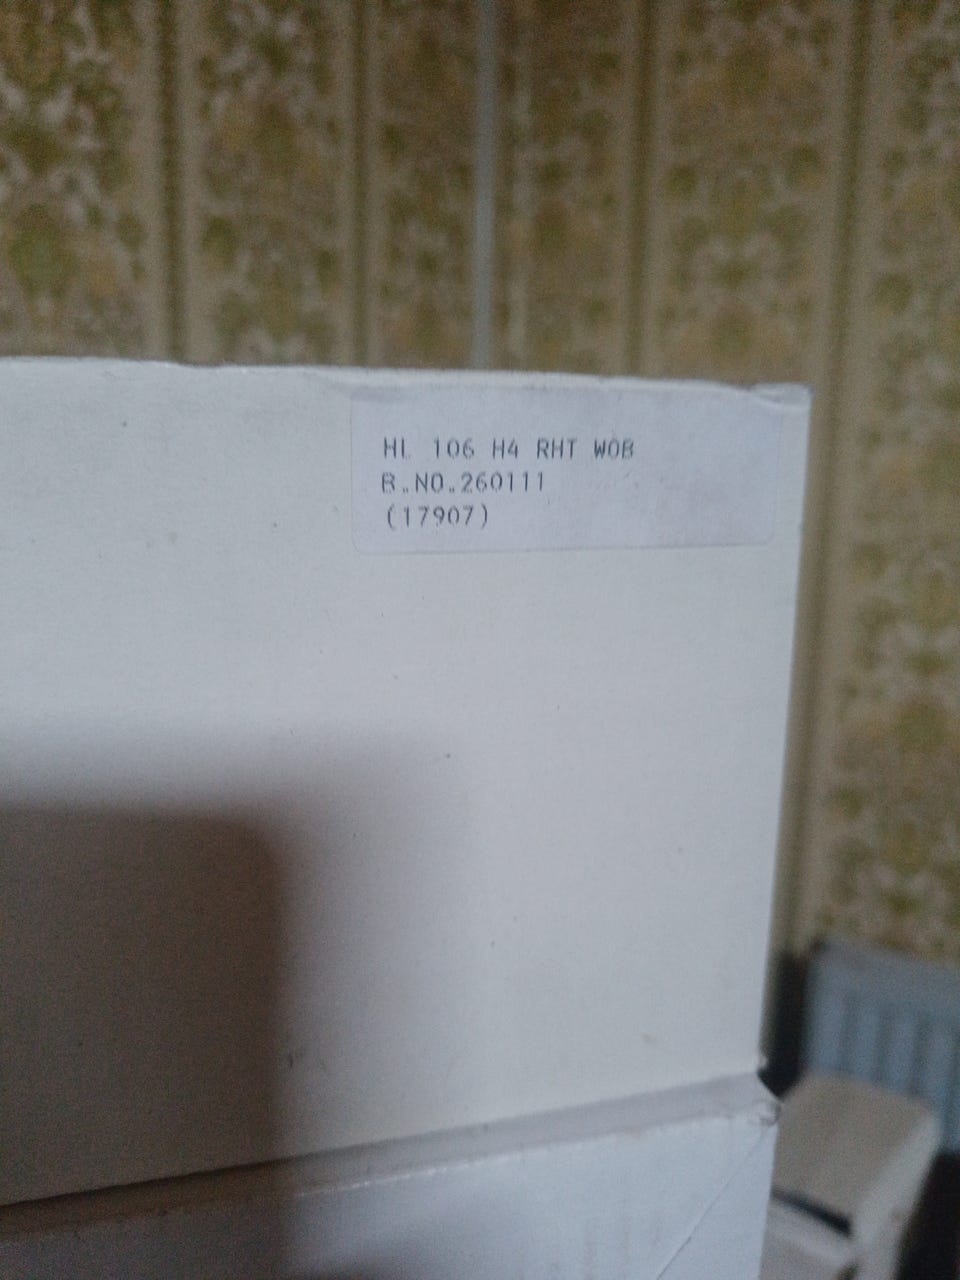 HL 106 H4 RHT WOB
B.NO.260111
(17907)